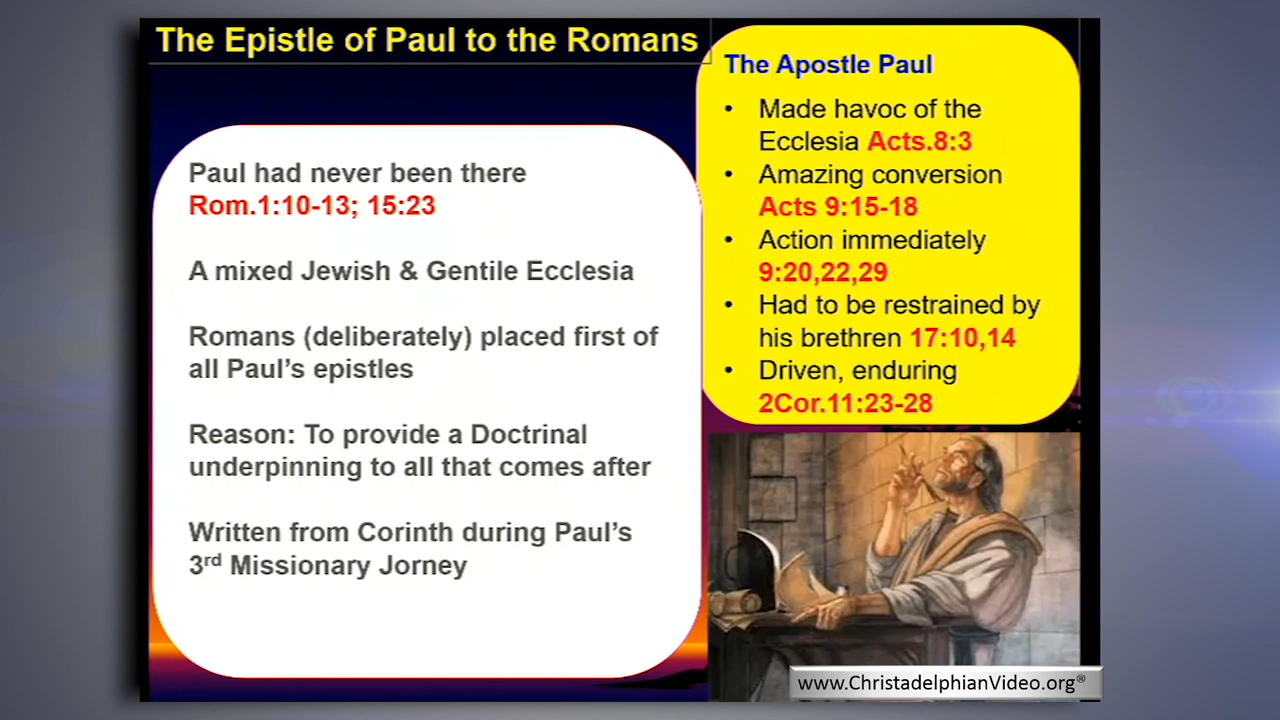 The Epistle of Paul to the Romans
Paul had never been there
Rom.1:10-13; 15:23
A mixed Jewish & Gentile Ecclesia
Romans (deliberately) placed first of
all Paul's epistles
Reason: To provide a Doctrinal
underpinning to all that comes after
Written from Corinth during Paul's
3rd Missionary Jorney
The Apostle Paul
• Made havoc of the
Ecclesia Acts.8:3
• Amazing conversion
Acts 9:15-18
• Action immediately
9:20,22,29
• Had to be restrained by
his brethren 17:10,14
• Driven, enduring
2Cor.11:23-28
www.ChristadelphianVideo.org®